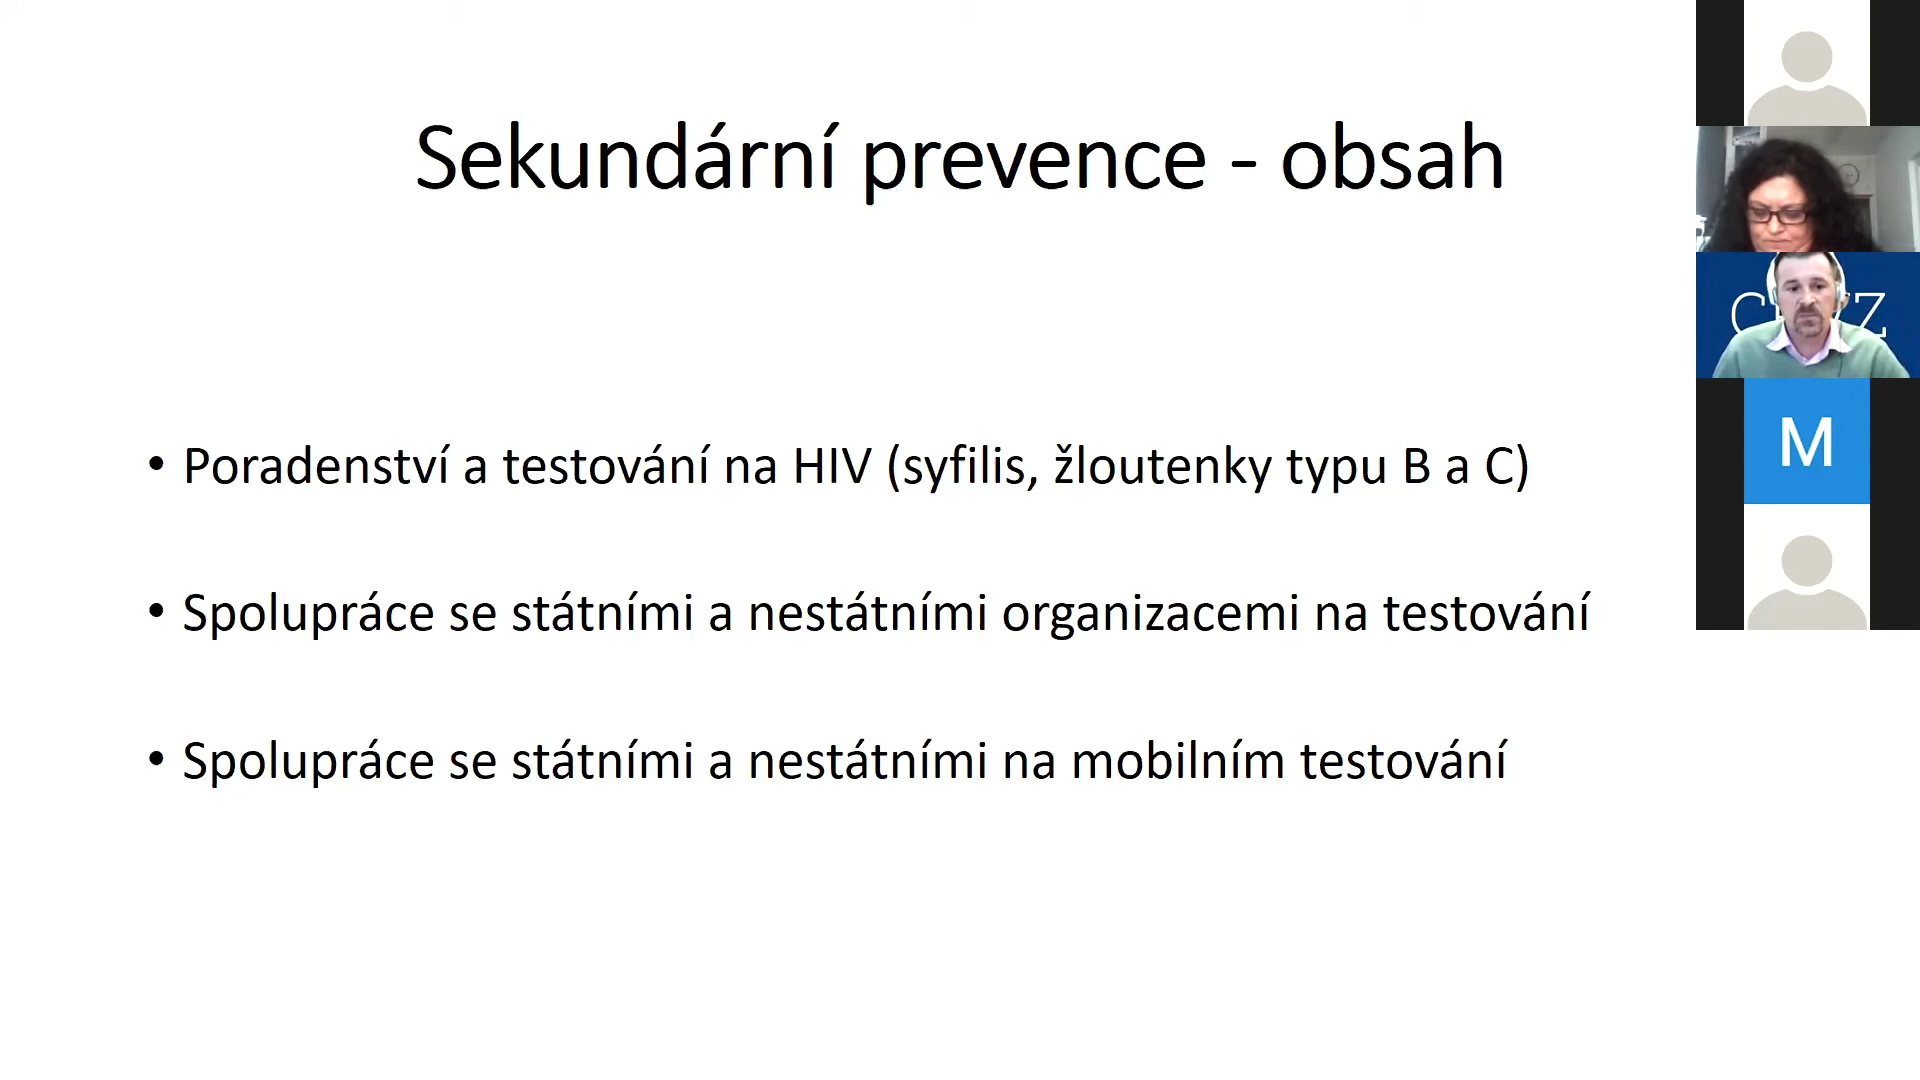 Sekundární prevence - obsah
• Poradenství a testování na HIV (syfilis, žloutenky typu B a C)
• Spolupráce se státními a nestátními organizacemi na testování
• Spolupráce se státními a nestátními na mobilním testování
M